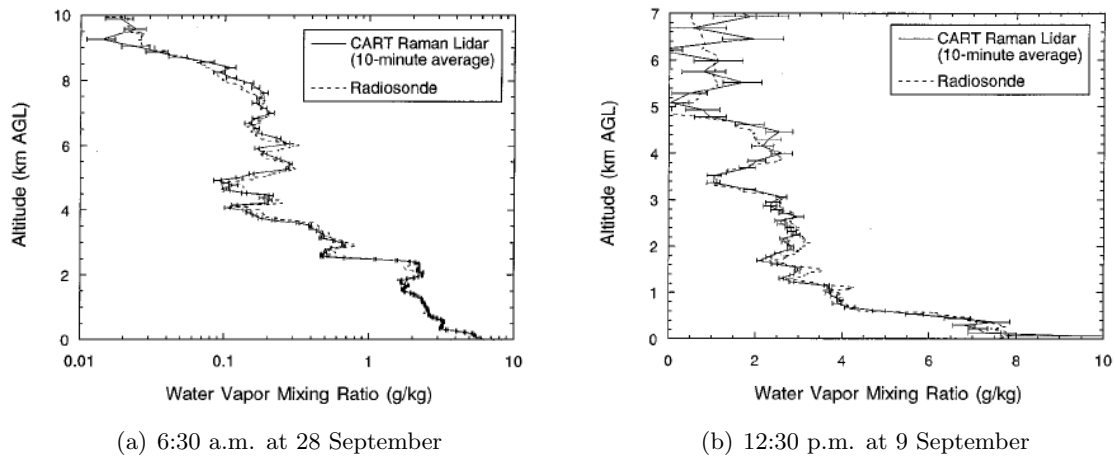 10
8
6
4
2
0
Altitude (km AGL)
CART Raman Lidar
(10-minute average)
Radiosonde
0.01
0.1
1
10
Water Vapor Mixing Ratio (g/kg)
(a) 6:30 a.m. at 28 September
7
6
5
4
3
2
1
0
Altitude (km AGL)
CART Raman Lidar
(10-minute average)
Radiosonde
0
2
4
6
8
10
Water Vapor Mixing Ratio (g/kg)
(b) 12:30 p.m. at 9 September